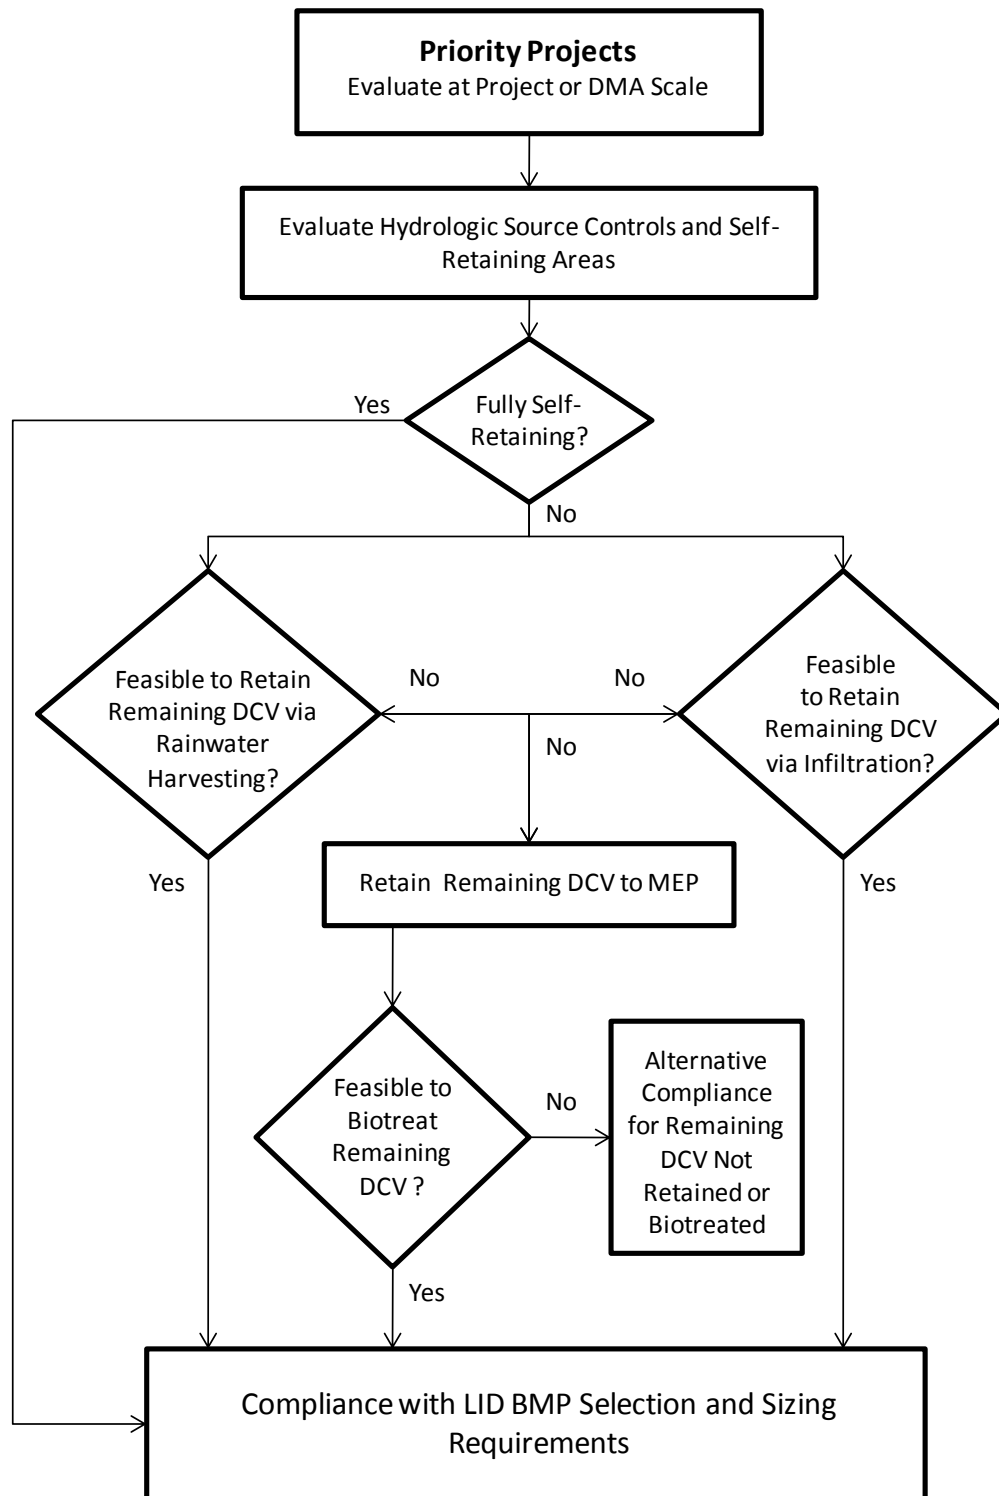 Priority Projects
Evaluate at Project or DMA Scale
Evaluate Hydrologic Source Controls and Self-
Retaining Areas
Yes
Fully Self-
Retaining?
No
Feasible to Retain
Remaining DCV via
Rainwater
Harvesting?
No
No
No
Feasible
to Retain
Remaining DCV
via Infiltration?
Yes
Retain Remaining DCV to MEP
Yes
Feasible to
Biotreat
Remaining
DCV ?
No
Alternative
Compliance
for Remaining
DCV Not
Retained or
Biotreated
Yes
Compliance with LID BMP Selection and Sizing
Requirements